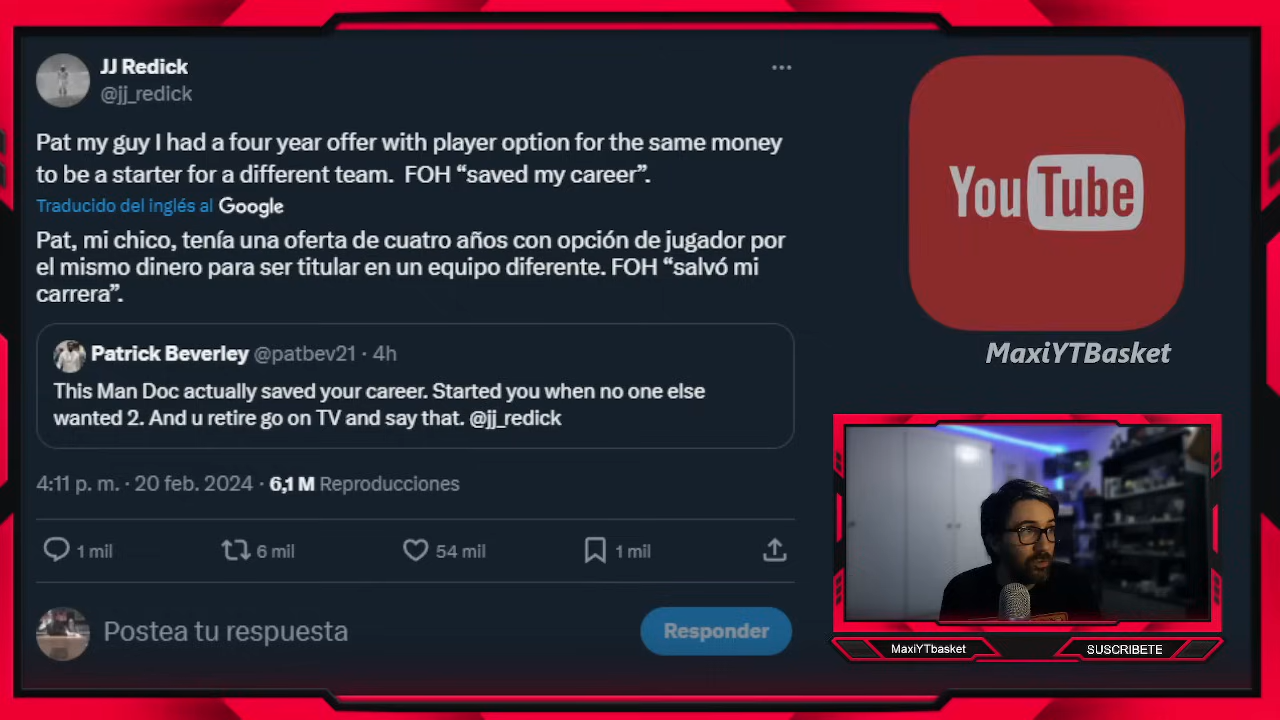 JJ Redick
@jj_redick
Pat my guy I had a four year offer with player option for the same money
to be a starter for a different team.  FOH “saved my career”.
Traducido del inglés al Google
Pat, mi chico, tenía una oferta de cuatro años con opción de jugador por
el mismo dinero para ser titular en un equipo diferente. FOH “salvó mi
carrera”.
Patrick Beverley @patbev21 · 4h
This Man Doc actually saved your career. Started you when no one else
wanted 2. And u retire go on TV and say that. @jj_redick
4:11 p. m. · 20 feb. 2024 · 6,1 M Reproducciones
1 mil 6 mil 54 mil 1 mil
Postea tu respuesta
Responder
YouTube
MaxiYTBasket
MaxiYTbasket
SUSCRIBETE